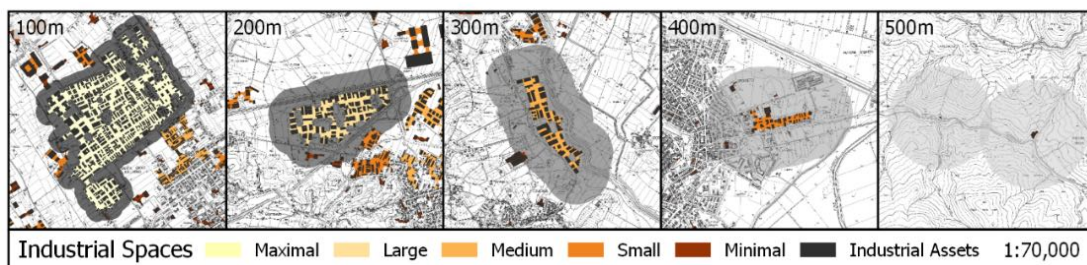 100m 200m 300m 400m 500m
Industrial Spaces Maximal Large Medium Small Minimal Industrial Assets 1:70,000